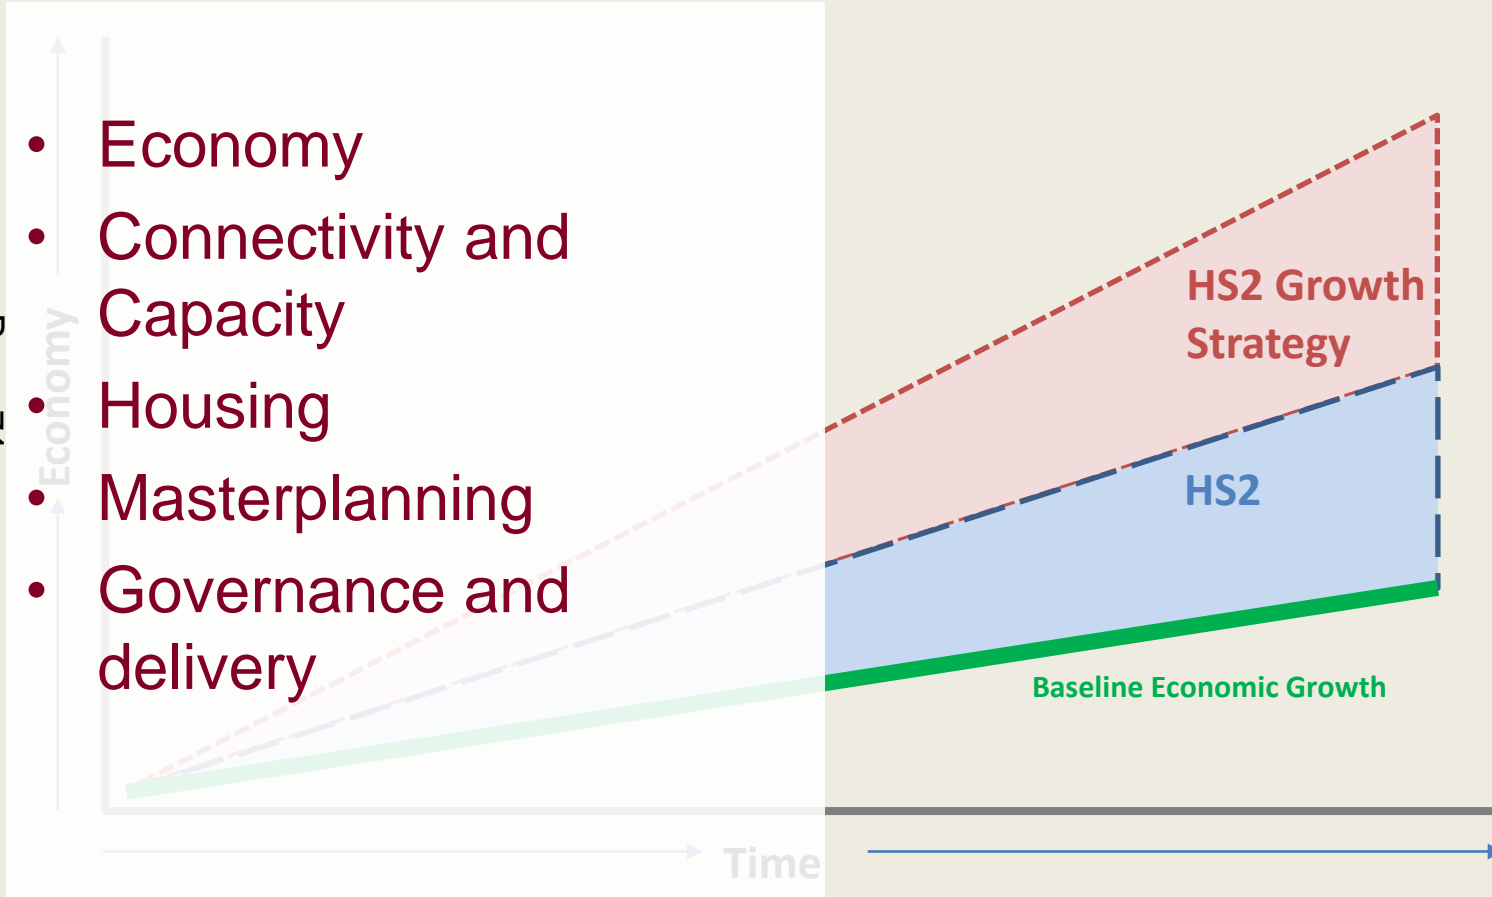 • Economy
• Connectivity and
Capacity
• Housing
• Masterplanning
• Governance and
delivery
Economy
HS2 Growth
Strategy
HS2
Baseline Economic Growth
Time